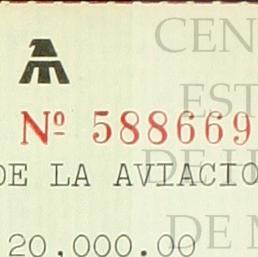 CEN
Nº 588669
EST
DE LA AVIACIO
DE
20,000.00
DE